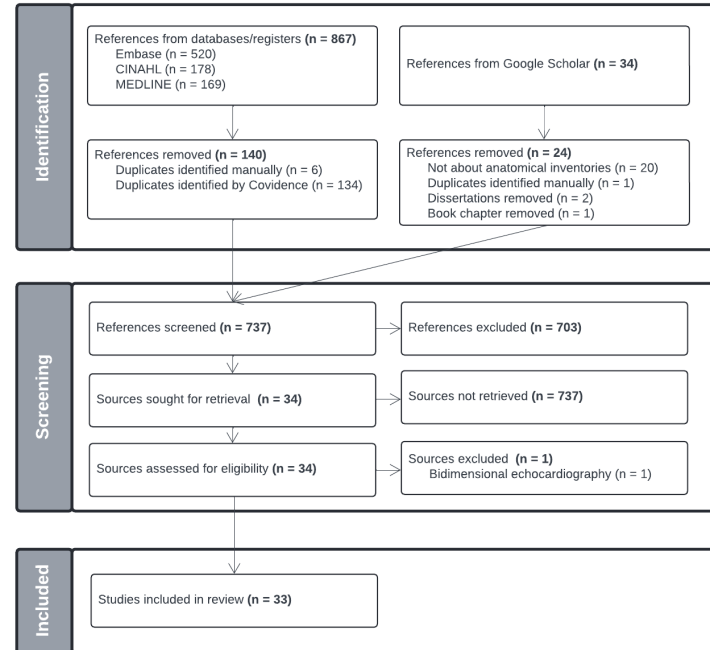 Identification
References from databases/registers (n = 867)
Embase (n = 520)
CINAHL (n = 178)
MEDLINE (n = 169)
References from Google Scholar (n = 34)
References removed (n = 140)
Duplicates identified manually (n = 6)
Duplicates identified by Covidence (n = 134)
References removed (n = 24)
Not about anatomical inventories (n = 20)
Duplicates identified manually (n = 1)
Dissertations removed (n = 2)
Book chapter removed (n = 1)
Screening
References screened (n = 737)
References excluded (n = 703)
Sources sought for retrieval (n = 34)
Sources not retrieved (n = 737)
Sources assessed for eligibility (n = 34)
Sources excluded (n = 1)
Bidimensional echocardiography (n = 1)
Included
Studies included in review (n = 33)